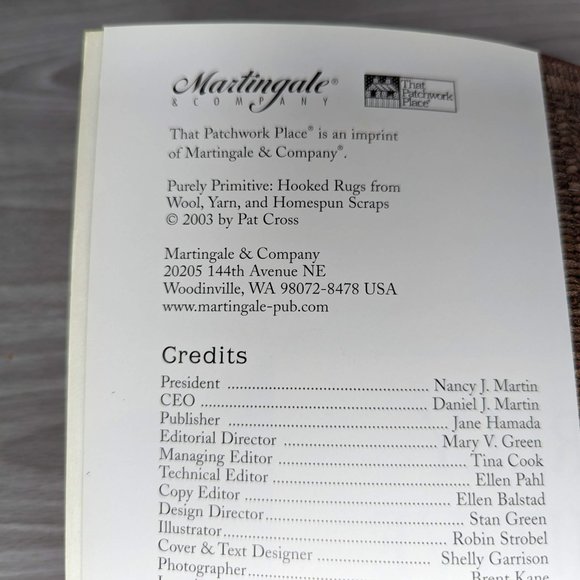 Martingale®
& COMPANY
That
Patchwork
Place®
That Patchwork Place® is an imprint
of Martingale & Company®.
Purely Primitive: Hooked Rugs from
Wool, Yarn, and Homespun Scraps
© 2003 by Pat Cross
Martingale & Company
20205 144th Avenue NE
Woodinville, WA 98072-8478 USA
www.martingale-pub.com
Credits
President ........................................ Nancy J. Martin
CEO ............................................ Daniel J. Martin
Publisher ............................................ Jane Hamada
Editorial Director ............................ Mary V. Green
Managing Editor .................................... Tina Cook
Technical Editor ...................................... Ellen Pahl
Copy Editor ...................................... Ellen Balstad
Design Director ...................................... Stan Green
Illustrator ........................................ Robin Strobel
Cover & Text Designer .................... Shelly Garrison
Photographer ........................................ Brent Kane